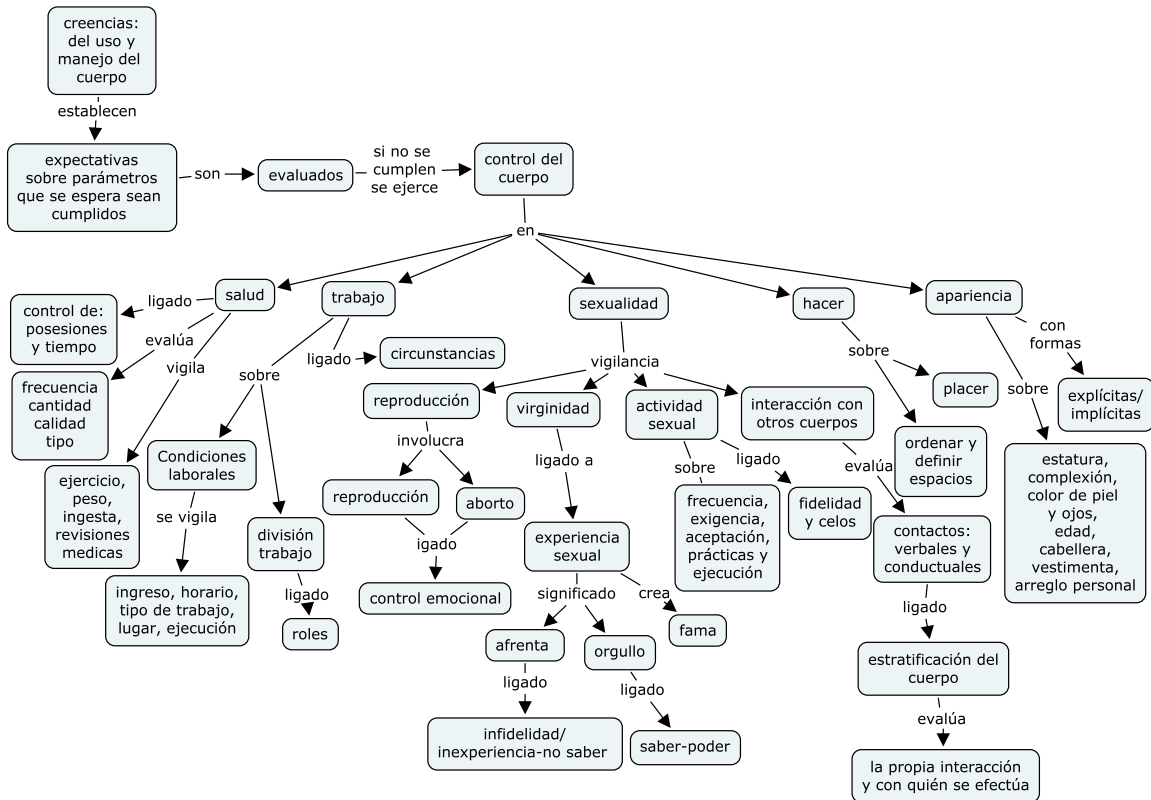 creencias:
del uso y
manejo del
cuerpo
establecen
expectativas
sobre parámetros
que se espera sean
cumplidos
son
evaluados
si no se
cumplen
se ejerce
control del
cuerpo
en
salud
ligado
control de:
posesiones
y tiempo
evalúa
frecuencia
cantidad
calidad
tipo
vigila
ejercicio,
peso,
ingesta,
revisiones
medicas
trabajo
ligado
circunstancias
sobre
Condiciones
laborales
se vigila
ingreso, horario,
tipo de trabajo,
lugar, ejecución
división
trabajo
ligado
roles
sexualidad
vigilancia
reproducción
involucra
reproducción
aborto
igado
control emocional
virginidad
ligado a
experiencia
sexual
significado
afrenta
ligado
infidelidad/
inexperiencia-no saber
orgullo
ligado
saber-poder
crea
fama
actividad
sexual
sobre
frecuencia,
exigencia,
aceptación,
prácticas y
ejecución
ligado
fidelidad
y celos
interacción con
otros cuerpos
evalúa
contactos:
verbales y
conductuales
ligado
estratificación del
cuerpo
evalúa
la propia interacción
y con quién se efectúa
hacer
sobre
placer
ordenar y
definir
espacios
apariencia
con
formas
explícitas/
implícitas
sobre
estatura,
complexión,
color de piel
y ojos,
edad,
cabellera,
vestimenta,
arreglo personal